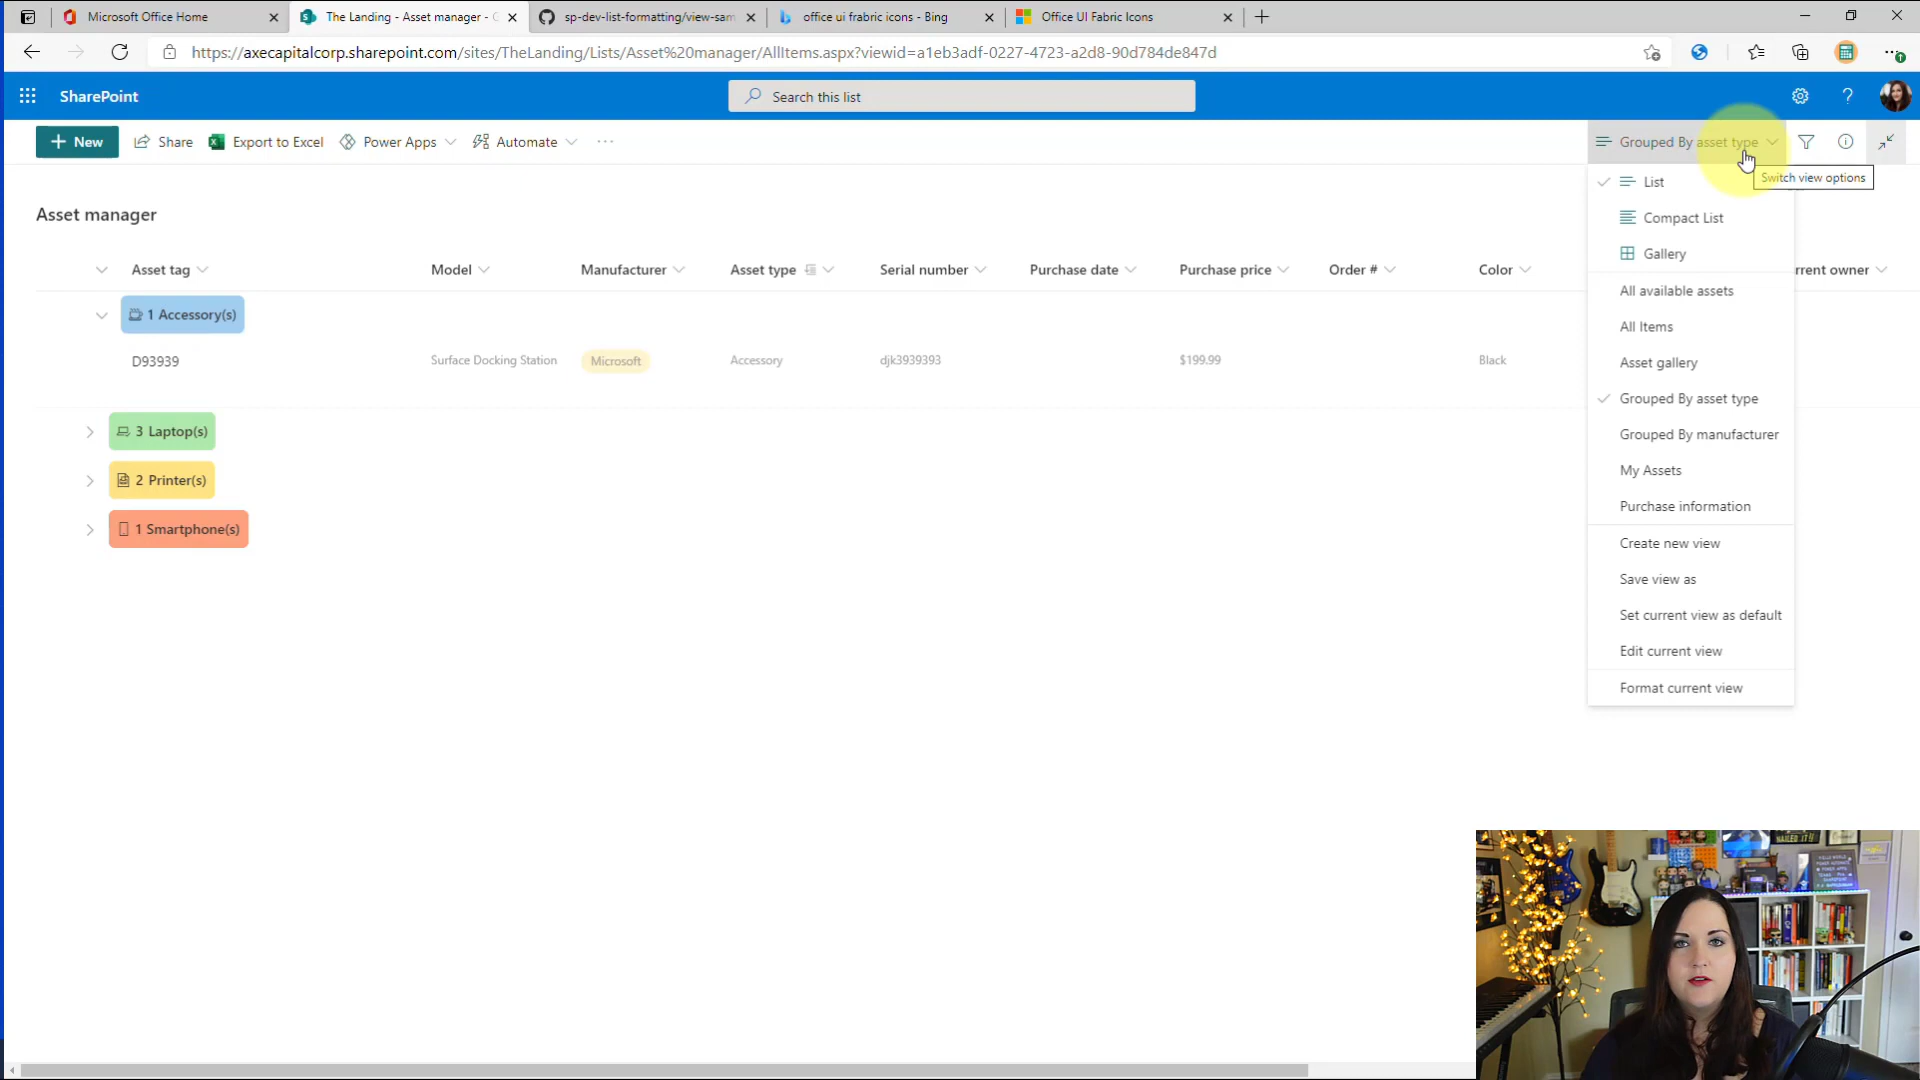 Microsoft Office Home
The Landing - Asset manager -
sp-dev-list-formatting/view-sam
office ui frabric icons - Bing
Office UI Fabric Icons
https://axecapitalcorp.sharepoint.com/sites/TheLanding/Lists/Asset%20manager/AllItems.aspx?viewid=a1eb3adf-0227-4723-a2d8-90d784de847d
SharePoint
Search this list
New
Share
Export to Excel
Power Apps
Automate
Grouped By asset type
Switch view options
Asset manager
Asset tag
Model
Manufacturer
Asset type
Serial number
Purchase date
Purchase price
Order #
Color
rrent owner
1 Accessory(s)
D93939
Surface Docking Station
Microsoft
Accessory
djk3939393
$199.99
Black
3 Laptop(s)
2 Printer(s)
1 Smartphone(s)
List
Compact List
Gallery
All available assets
All Items
Asset gallery
Grouped By asset type
Grouped By manufacturer
My Assets
Purchase information
Create new view
Save view as
Set current view as default
Edit current view
Format current view
NAILED IT!